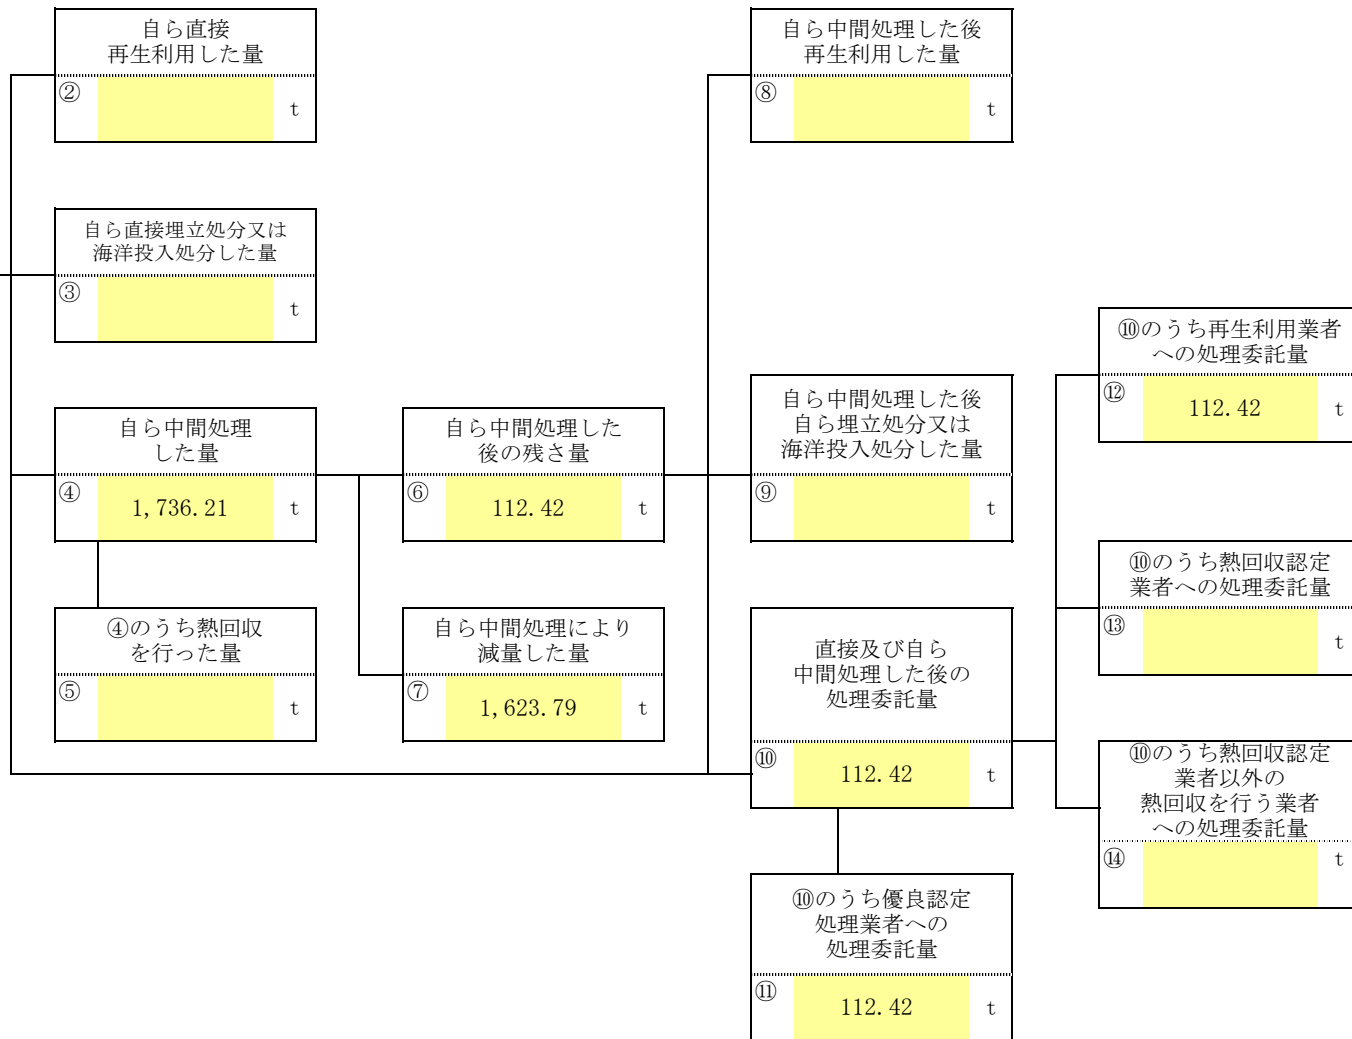 自ら直接
再生利用した量
②
t
自ら直接埋立処分又は
海洋投入処分した量
③
t
自ら中間処理
した量
④
1,736.21
t
④のうち熱回収
を行った量
⑤
t
自ら中間処理した
後の残さ量
⑥
112.42
t
自ら中間処理により
減量した量
⑦
1,623.79
t
自ら中間処理した後
再生利用した量
⑧
t
自ら中間処理した後
自ら埋立処分又は
海洋投入処分した量
⑨
t
直接及び自ら
中間処理した後の
処理委託量
⑩
112.42
t
⑩のうち優良認定
処理業者への
処理委託量
⑪
112.42
t
⑩のうち再生利用業者
への処理委託量
⑫
112.42
t
⑩のうち熱回収認定
業者への処理委託量
⑬
t
⑩のうち熱回収認定
業者以外の
熱回収を行う業者
への処理委託量
⑭
t